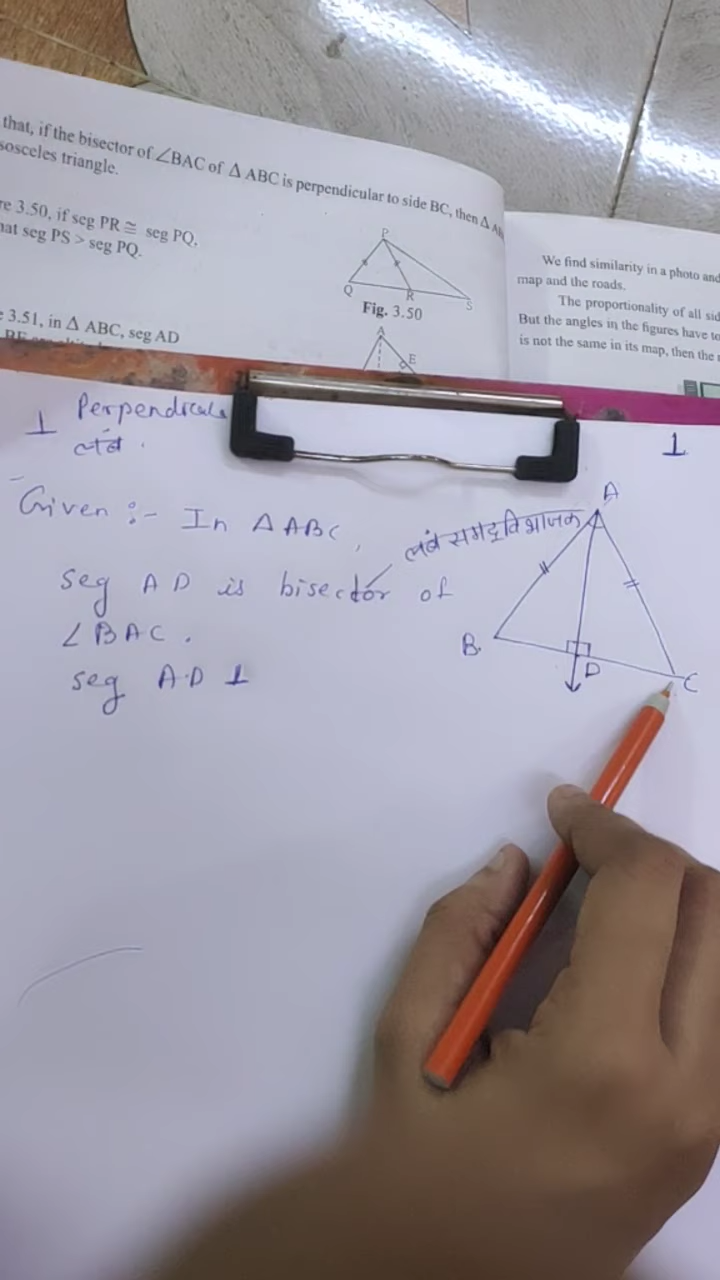 that, if the bisector of ∠BAC of Δ ABC is perpendicular to side BC, then Δ
sosceles triangle.
re 3.50, if seg PR ≅ seg PQ,
hat seg PS > seg PQ.
P
Q
R
S
Fig. 3.50
3.51, in Δ ABC, seg AD
A
E
We find similarity in a photo and
map and the roads.
The proportionality of all sid
But the angles in the figures have to
is not the same in its map, then the
⊥ Perpendicula
लंब .
⊥
Given :- In ΔABC,
लंब समद्विभाजक
seg AD is bisector of
∠BAC.
seg A.D ⊥
A
B.
D
C